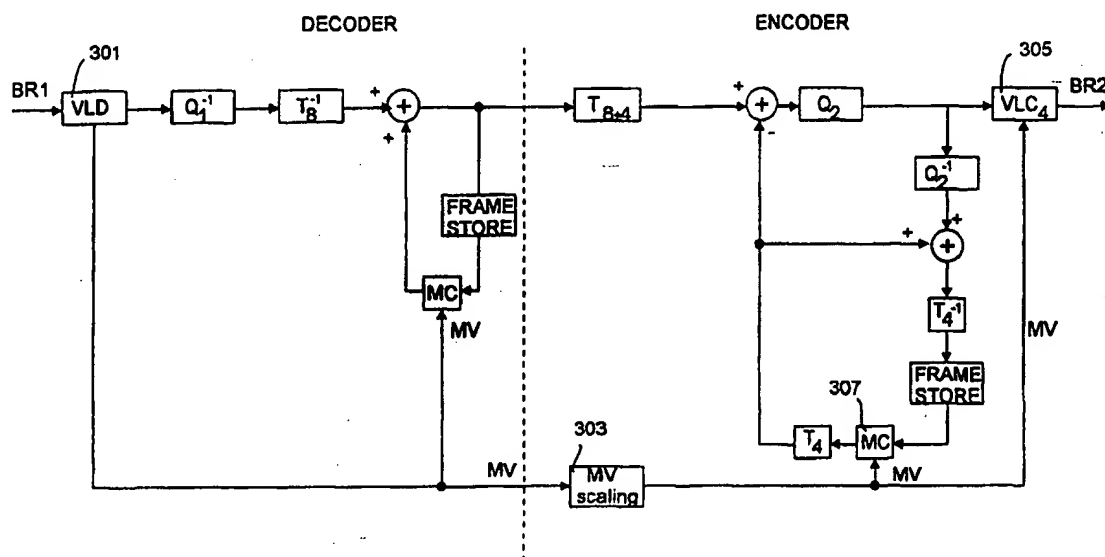 DECODER
ENCODER
301
305
BR1
VLD
Q₁⁻¹
T₈⁻¹
+
+
+
T₈₊₄
+
+
-
Q₂
VLC₄
BR2
Q₂⁻¹
FRAME
STORE
+
+
+
MC
MV
T₄⁻¹
MV
FRAME
STORE
307
303
T₄
MC
MV
MV
scaling
MV